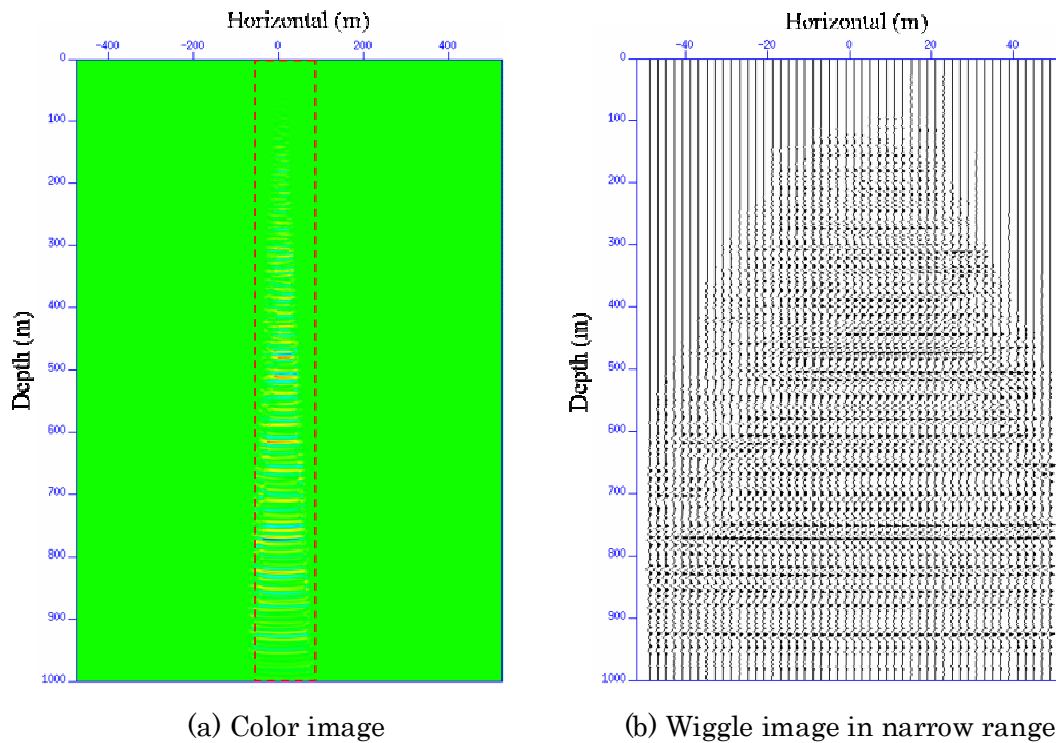 Horizontal (m)
-400 -200 0 200 400
0
100
200
300
400
500
600
700
800
900
1000
Depth (m)
(a) Color image
Horizontal (m)
-40 -20 0 20 40
0
100
200
300
400
500
600
700
800
900
1000
Depth (m)
(b) Wiggle image in narrow range